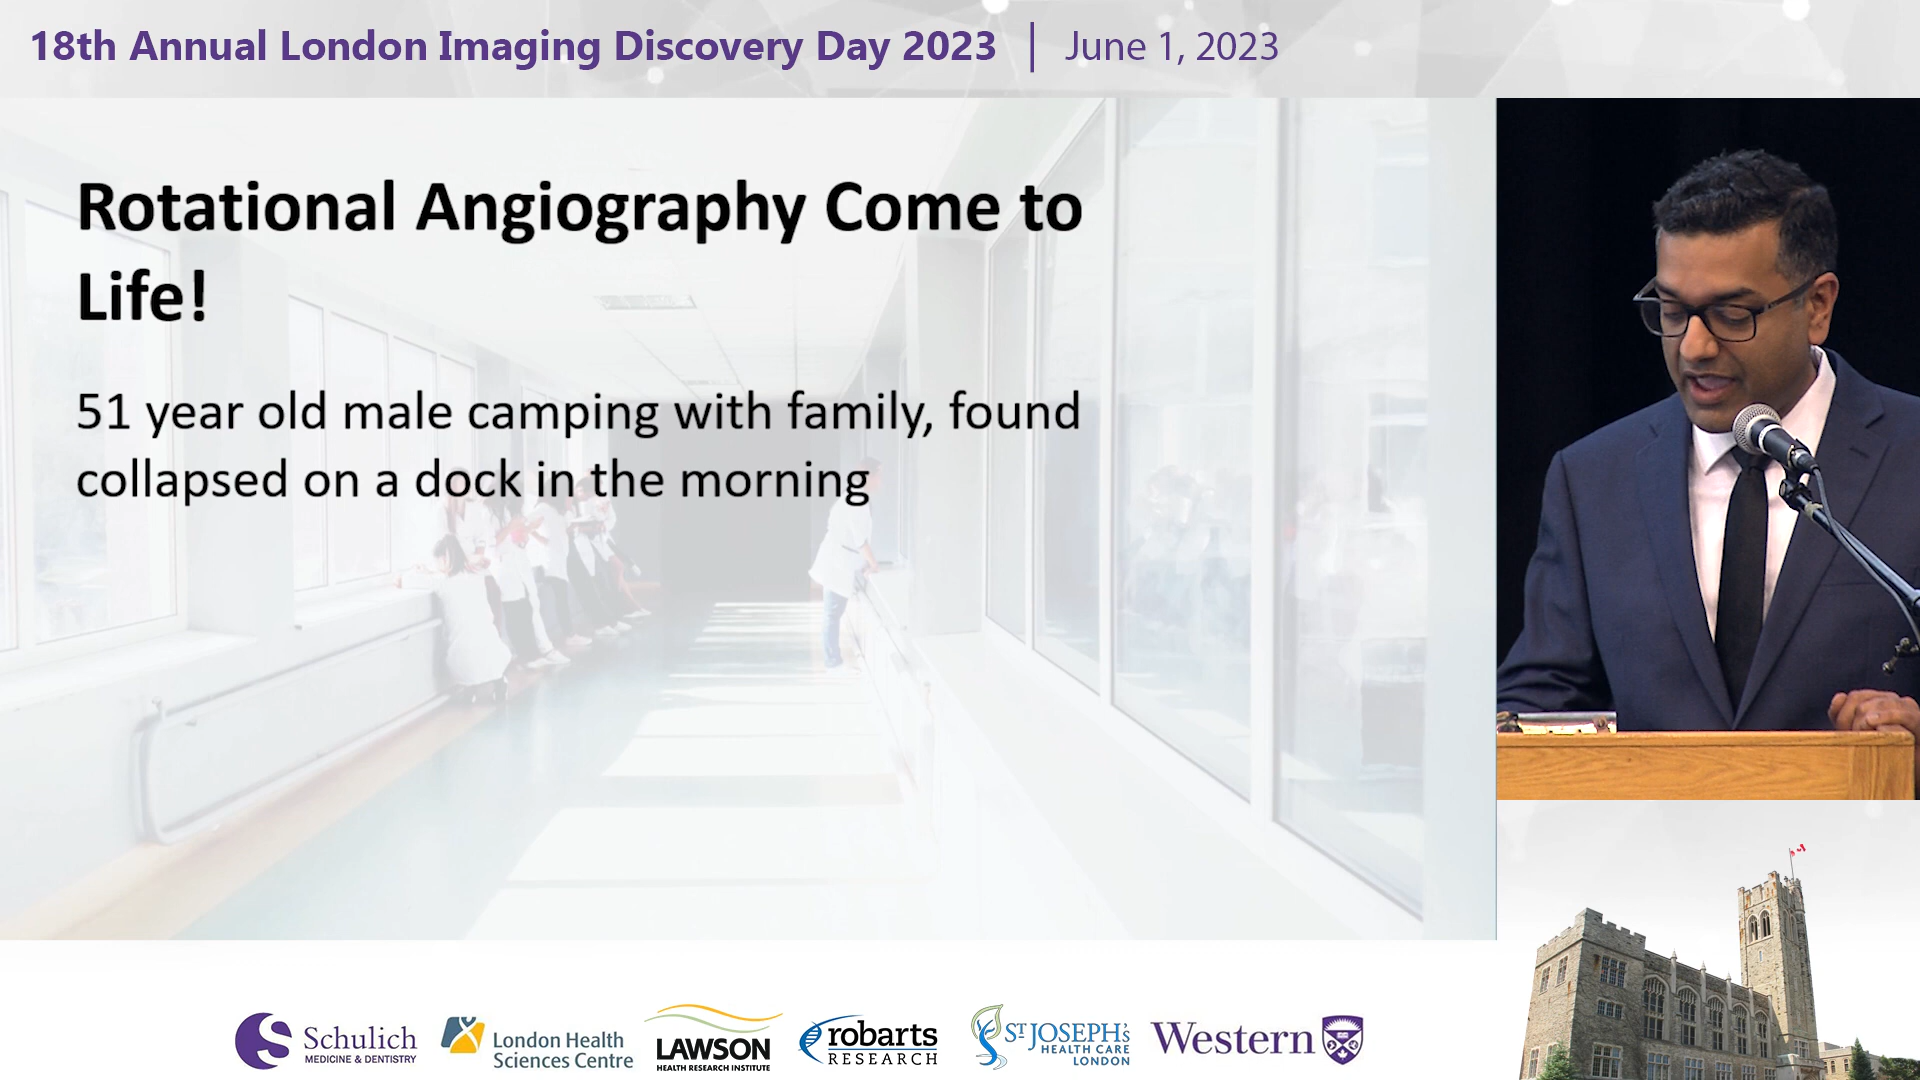 18th Annual London Imaging Discovery Day 2023 | June 1, 2023
Rotational Angiography Come to
Life!
51 year old male camping with family, found
collapsed on a dock in the morning
Schulich
MEDICINE & DENTISTRY
London Health
Sciences Centre
LAWSON
HEALTH RESEARCH INSTITUTE
robarts
RESEARCH
ST JOSEPH'S
HEALTH CARE
LONDON
Western